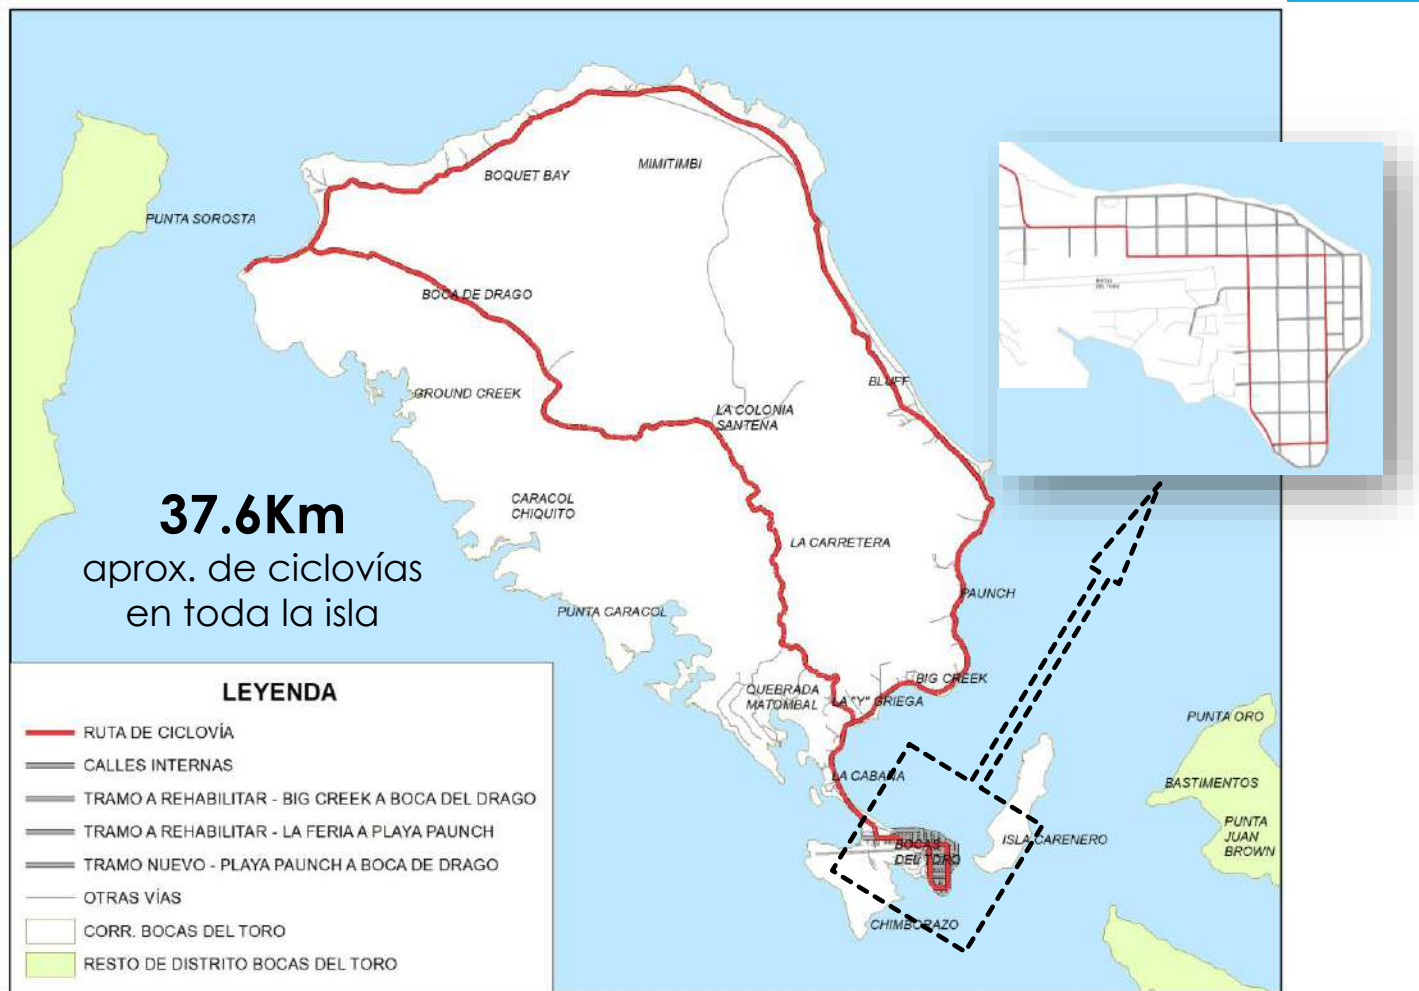 BOQUET BAY
MIMITIMBI
PUNTA SOROSTA
BOCA DE DRAGO
GROUND CREEK
BLUFF
LA COLONIA
SANTEÑA
CARACOL
CHIQUITO
LA CARRETERA
PAUNCH
PUNTA CARACOL
BIG CREEK
QUEBRADA
MATOMBAL
LA "Y" GRIEGA
LA CABAÑA
BOCAS
DEL TORO
ISLA CARENERO
CHIMBORAZO
PUNTA ORO
BASTIMENTOS
PUNTA
JUAN
BROWN
BOCAS
DEL TORO
37.6Km
aprox. de ciclovías
en toda la isla
LEYENDA
RUTA DE CICLOVÍA
CALLES INTERNAS
TRAMO A REHABILITAR - BIG CREEK A BOCA DEL DRAGO
TRAMO A REHABILITAR - LA FERIA A PLAYA PAUNCH
TRAMO NUEVO - PLAYA PAUNCH A BOCA DE DRAGO
OTRAS VÍAS
CORR. BOCAS DEL TORO
RESTO DE DISTRITO BOCAS DEL TORO